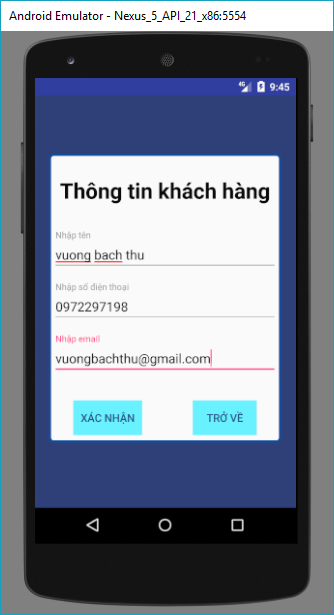 Android Emulator - Nexus_5_API_21_x86:5554
4G 9:45
Thông tin khách hàng
Nhập tên
vuong bach thu
Nhập số điện thoại
0972297198
Nhập email
vuongbachthu@gmail.com
XÁC NHẬN TRỞ VỀ